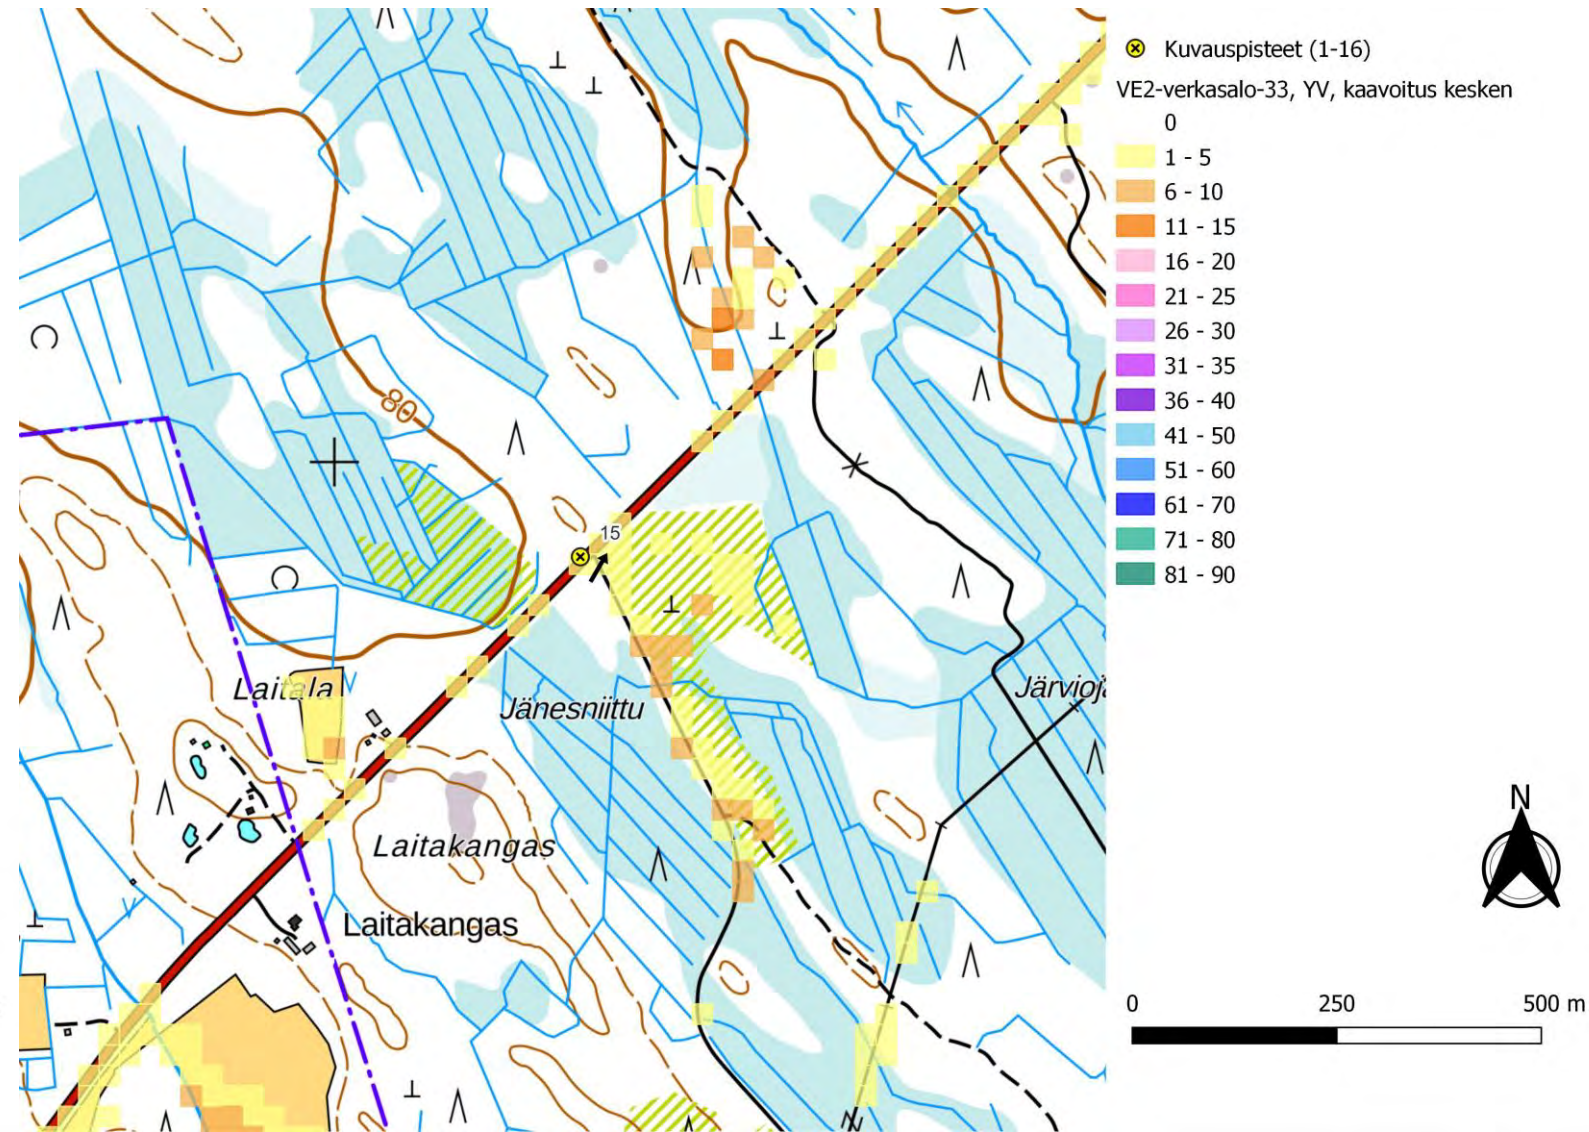 Kuvauspisteet (1-16)
VE2-verkasalo-33, YV, kaavoitus kesken
0
1 - 5
6 - 10
11 - 15
16 - 20
21 - 25
26 - 30
31 - 35
36 - 40
41 - 50
51 - 60
61 - 70
71 - 80
81 - 90
80
15
Laitala
Jänesniittu
Järvioja
Laitakangas
Laitakangas
N
0 250 500 m